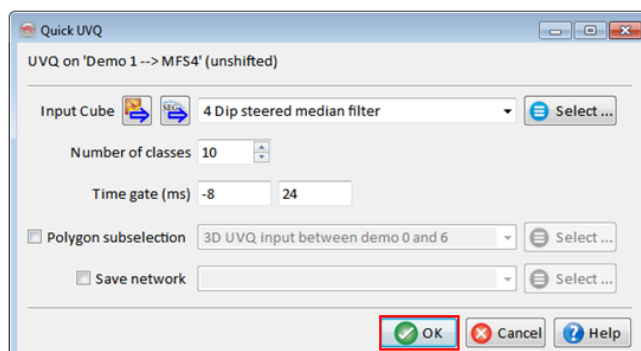 Quick UVQ
UVQ on 'Demo 1 --> MFS4' (unshifted)
Input Cube SEG 4 Dip steered median filter Select ...
Number of classes 10
Time gate (ms) -8 24
Polygon subselection 3D UVQ input between demo 0 and 6 Select ...
Save network Select ...
OK Cancel Help